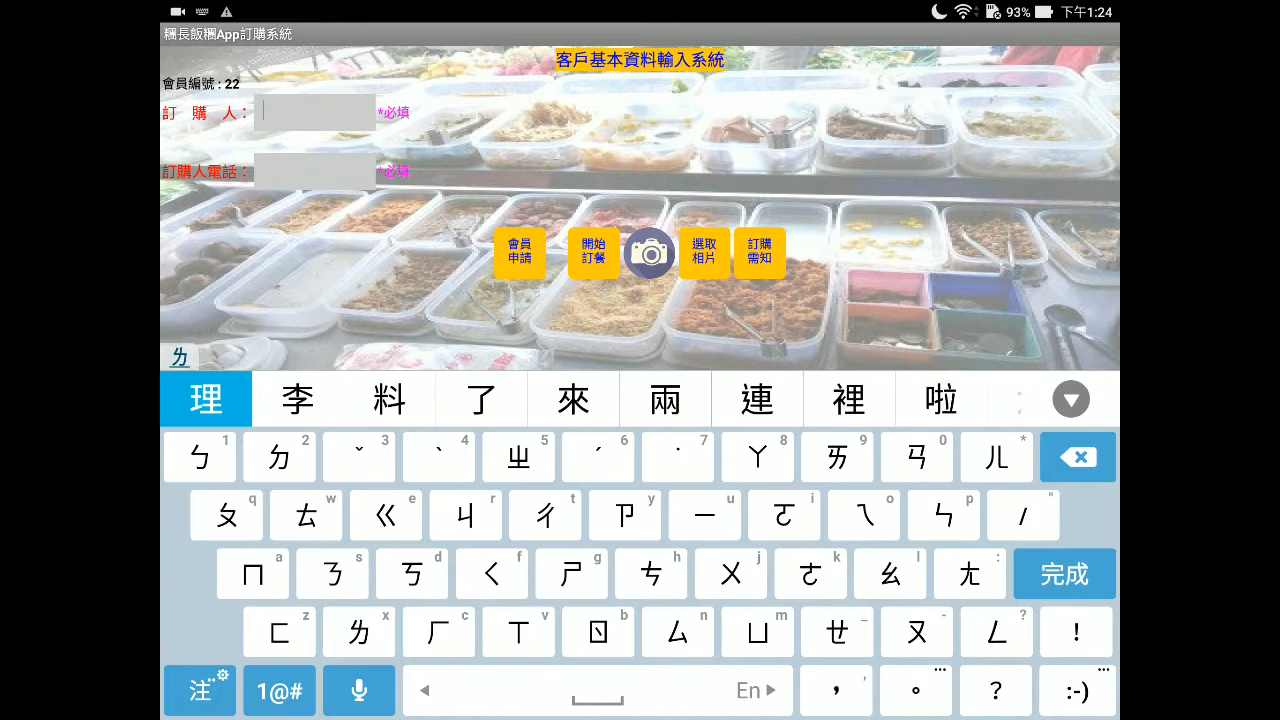 93% 下午1:24
欄長飯欄App訂購系統
客戶基本資料輸入系統
會員編號 : 22
訂 購 人： *必填
訂購人電話： *必填
會員申請 開始訂餐 選取相片 訂購需知
ㄌ
理 李 料 了 來 兩 連 裡 啦
ㄅ 1 ㄉ 2 ˇ 3 ˋ 4 ㄓ 5 ˊ 6 ˙ 7 ㄚ 8 ㄞ 9 ㄢ 0 ㄦ *
ㄆ q ㄊ w ㄍ e ㄐ r ㄔ t ㄗ y ㄧ u ㄛ i ㄟ o ㄣ p / "
ㄇ a ㄋ s ㄎ d ㄑ f ㄕ g ㄘ h ㄨ j ㄜ k ㄠ l ㄤ : 完成
ㄈ z ㄌ x ㄏ c ㄒ v ㄖ b ㄙ n ㄩ m ㄝ _ ㄡ - ㄥ ? !
注 1@# En ， 。 ? :-)